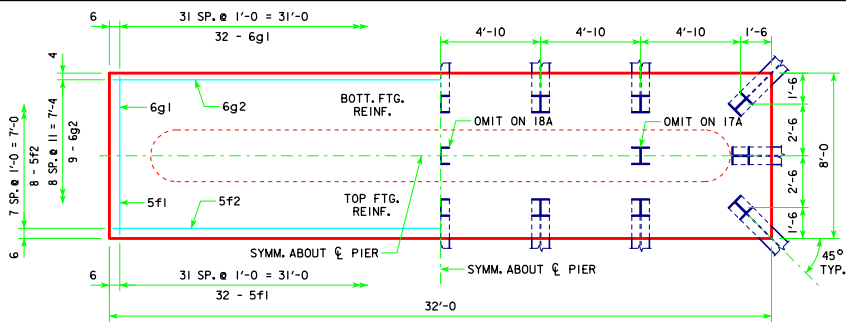 6
31 SP.@ 1'-0 = 31'-0
32 - 6g1
4'-10
4'-10
4'-10
1'-6
4
8 SP.@ 11 = 7'-4
9 - 6g2
7 SP.@ 1'-0 = 7'-0
8 - 5f2
6
6g1
6g2
BOTT. FTG.
REINF.
OMIT ON 18A
OMIT ON 17A
1'-6
2'-6
2'-6
1'-6
8'-0
5f1
5f2
TOP FTG.
REINF.
SYMM. ABOUT ℄ PIER
SYMM. ABOUT ℄ PIER
45°
TYP.
6
31 SP.@ 1'-0 = 31'-0
32 - 5f1
32'-0